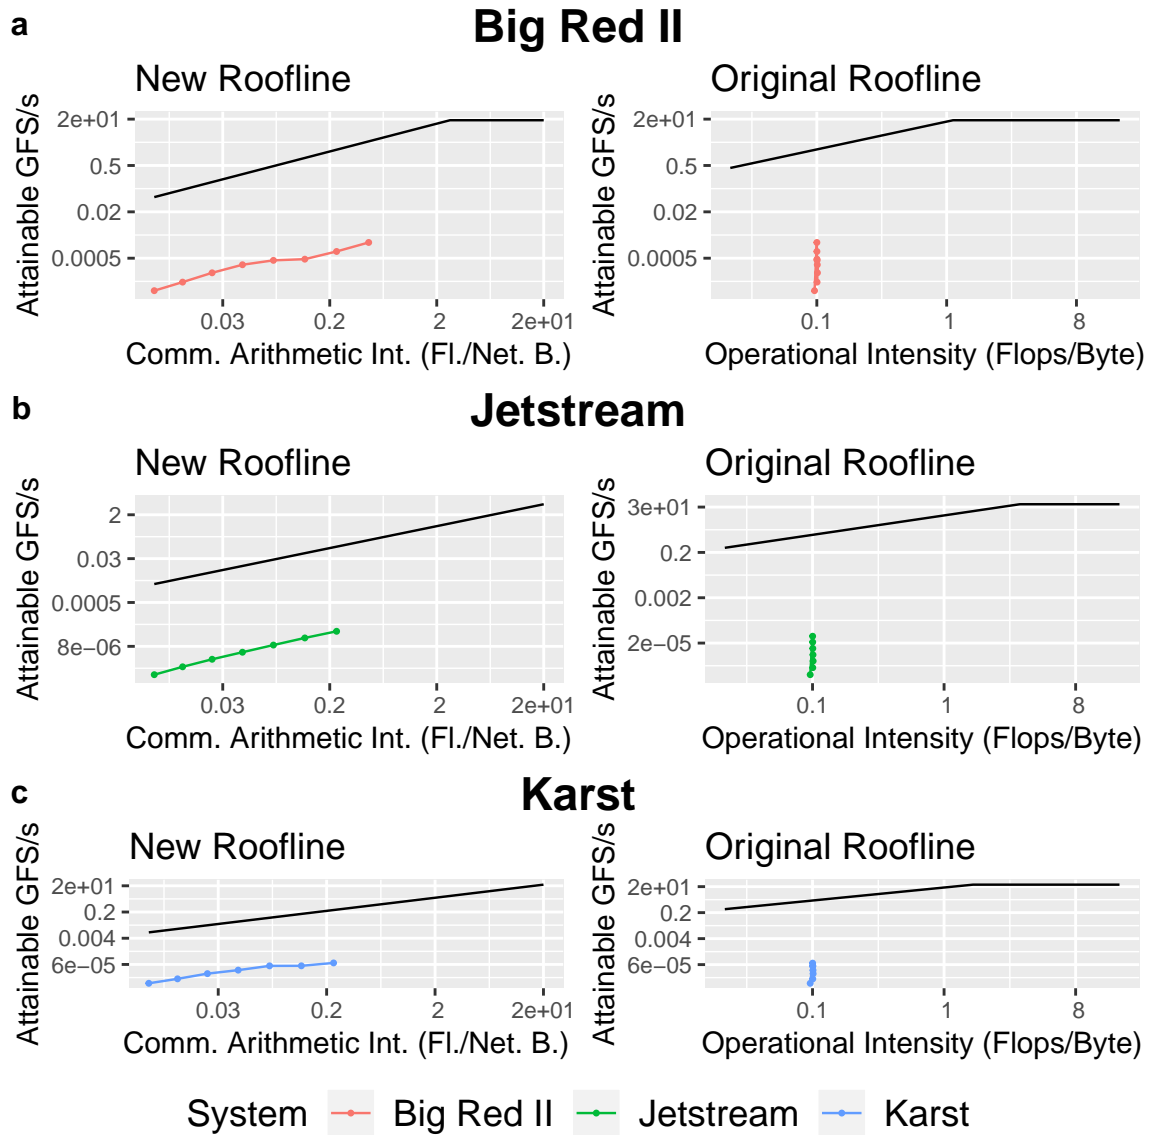 a
Big Red II
New Roofline
Original Roofline
Attainable GFS/s
2e+01
0.5
0.02
0.0005
0.03
0.2
2
2e+01
Comm. Arithmetic Int. (Fl./Net. B.)
Attainable GFS/s
2e+01
0.5
0.02
0.0005
0.1
1
8
Operational Intensity (Flops/Byte)
b
Jetstream
New Roofline
Original Roofline
Attainable GFS/s
2
0.03
0.0005
8e−06
0.03
0.2
2
2e+01
Comm. Arithmetic Int. (Fl./Net. B.)
Attainable GFS/s
3e+01
0.2
0.002
2e−05
0.1
1
8
Operational Intensity (Flops/Byte)
c
Karst
New Roofline
Original Roofline
Attainable GFS/s
2e+01
0.2
0.004
6e−05
0.03
0.2
2
2e+01
Comm. Arithmetic Int. (Fl./Net. B.)
Attainable GFS/s
2e+01
0.2
0.004
6e−05
0.1
1
8
Operational Intensity (Flops/Byte)
System Big Red II Jetstream Karst